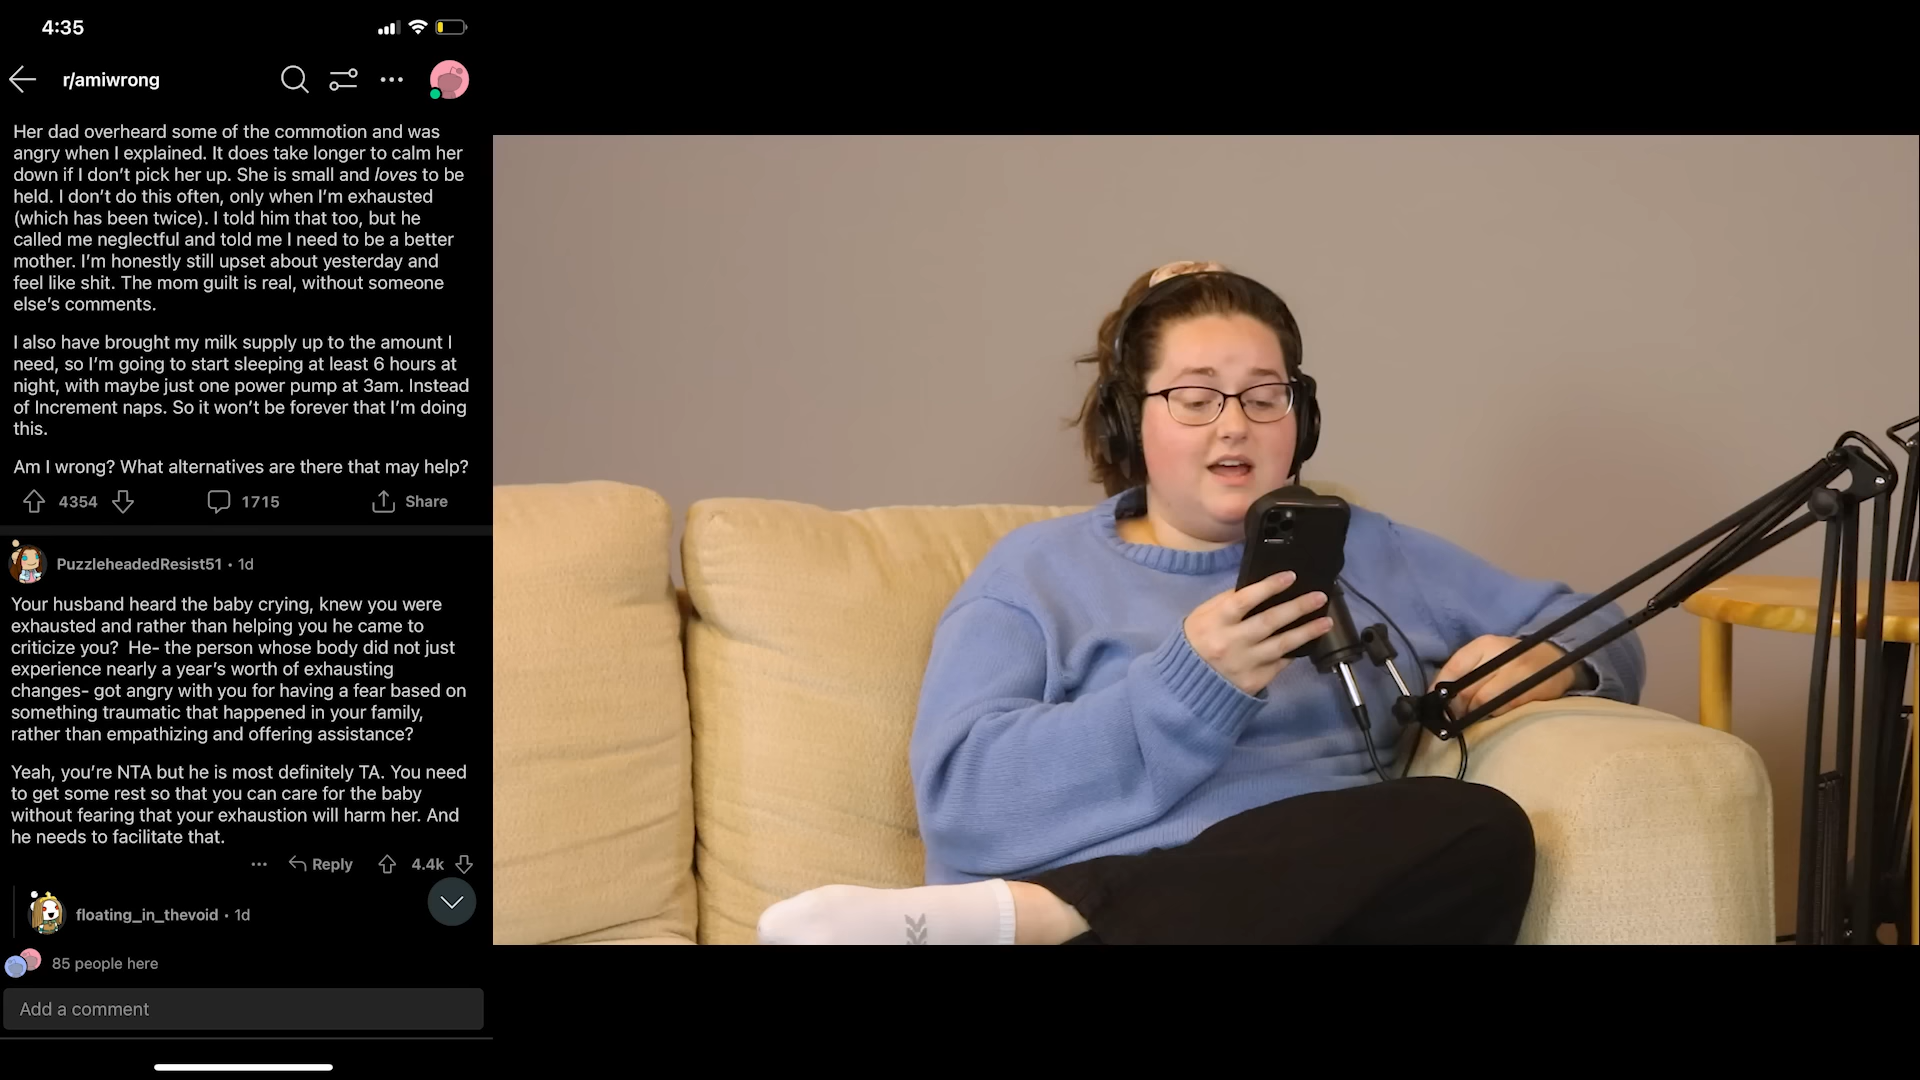 4:35
r/amiwrong
Her dad overheard some of the commotion and was
angry when I explained. It does take longer to calm her
down if I don’t pick her up. She is small and loves to be
held. I don’t do this often, only when I’m exhausted
(which has been twice). I told him that too, but he
called me neglectful and told me I need to be a better
mother. I’m honestly still upset about yesterday and
feel like shit. The mom guilt is real, without someone
else’s comments.
I also have brought my milk supply up to the amount I
need, so I’m going to start sleeping at least 6 hours at
night, with maybe just one power pump at 3am. Instead
of Increment naps. So it won’t be forever that I’m doing
this.
Am I wrong? What alternatives are there that may help?
4354 1715 Share
PuzzleheadedResist51 • 1d
Your husband heard the baby crying, knew you were
exhausted and rather than helping you he came to
criticize you?  He- the person whose body did not just
experience nearly a year’s worth of exhausting
changes- got angry with you for having a fear based on
something traumatic that happened in your family,
rather than empathizing and offering assistance?
Yeah, you’re NTA but he is most definitely TA. You need
to get some rest so that you can care for the baby
without fearing that your exhaustion will harm her. And
he needs to facilitate that.
Reply 4.4k
floating_in_thevoid • 1d
85 people here
Add a comment